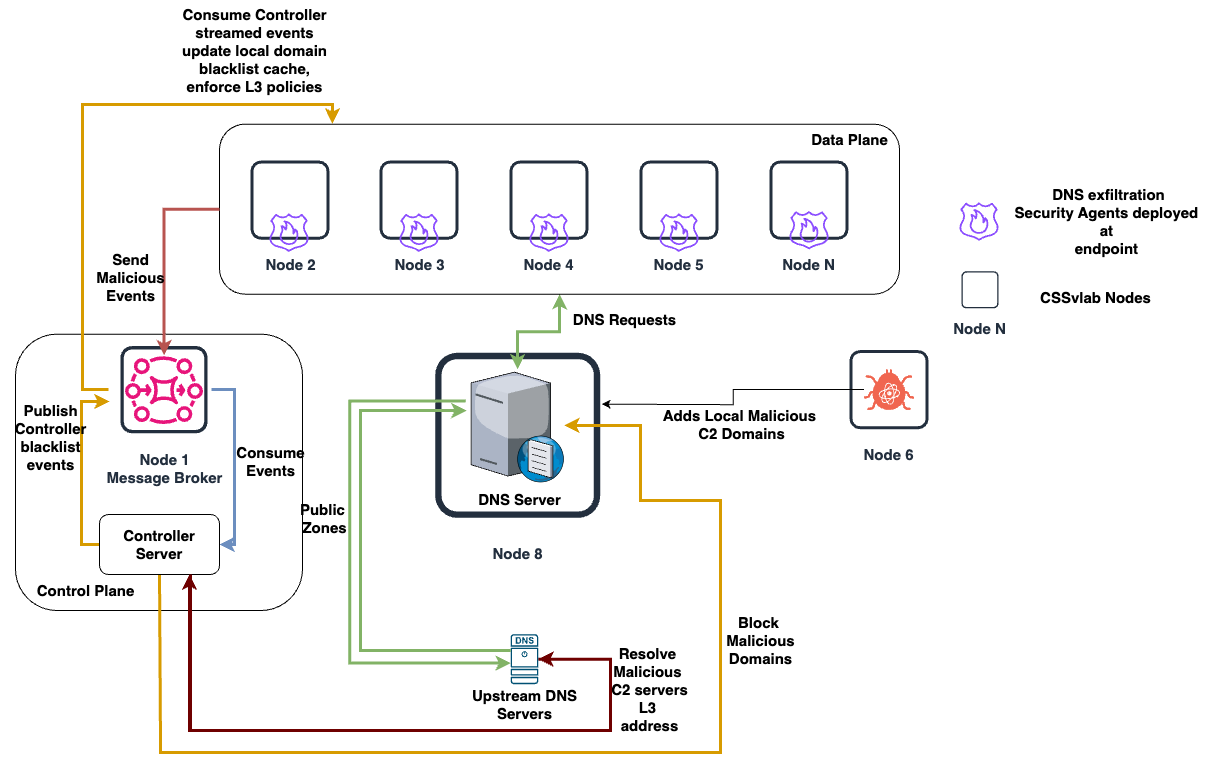 Consume Controller
streamed events
update local domain
blacklist cache,
enforce L3 policies
Data Plane
Node 2
Node 3
Node 4
Node 5
Node N
DNS exfiltration
Security Agents deployed
at
endpoint
CSSvlab Nodes
Node N
Send
Malicious
Events
DNS Requests
Publish
Controller
blacklist
events
Node 1
Message Broker
Consume
Events
Controller
Server
Control Plane
Public
Zones
DNS Server
Node 8
Adds Local Malicious
C2 Domains
Node 6
Block
Malicious
Domains
DNS
Upstream DNS
Servers
Resolve
Malicious
C2 servers
L3
address